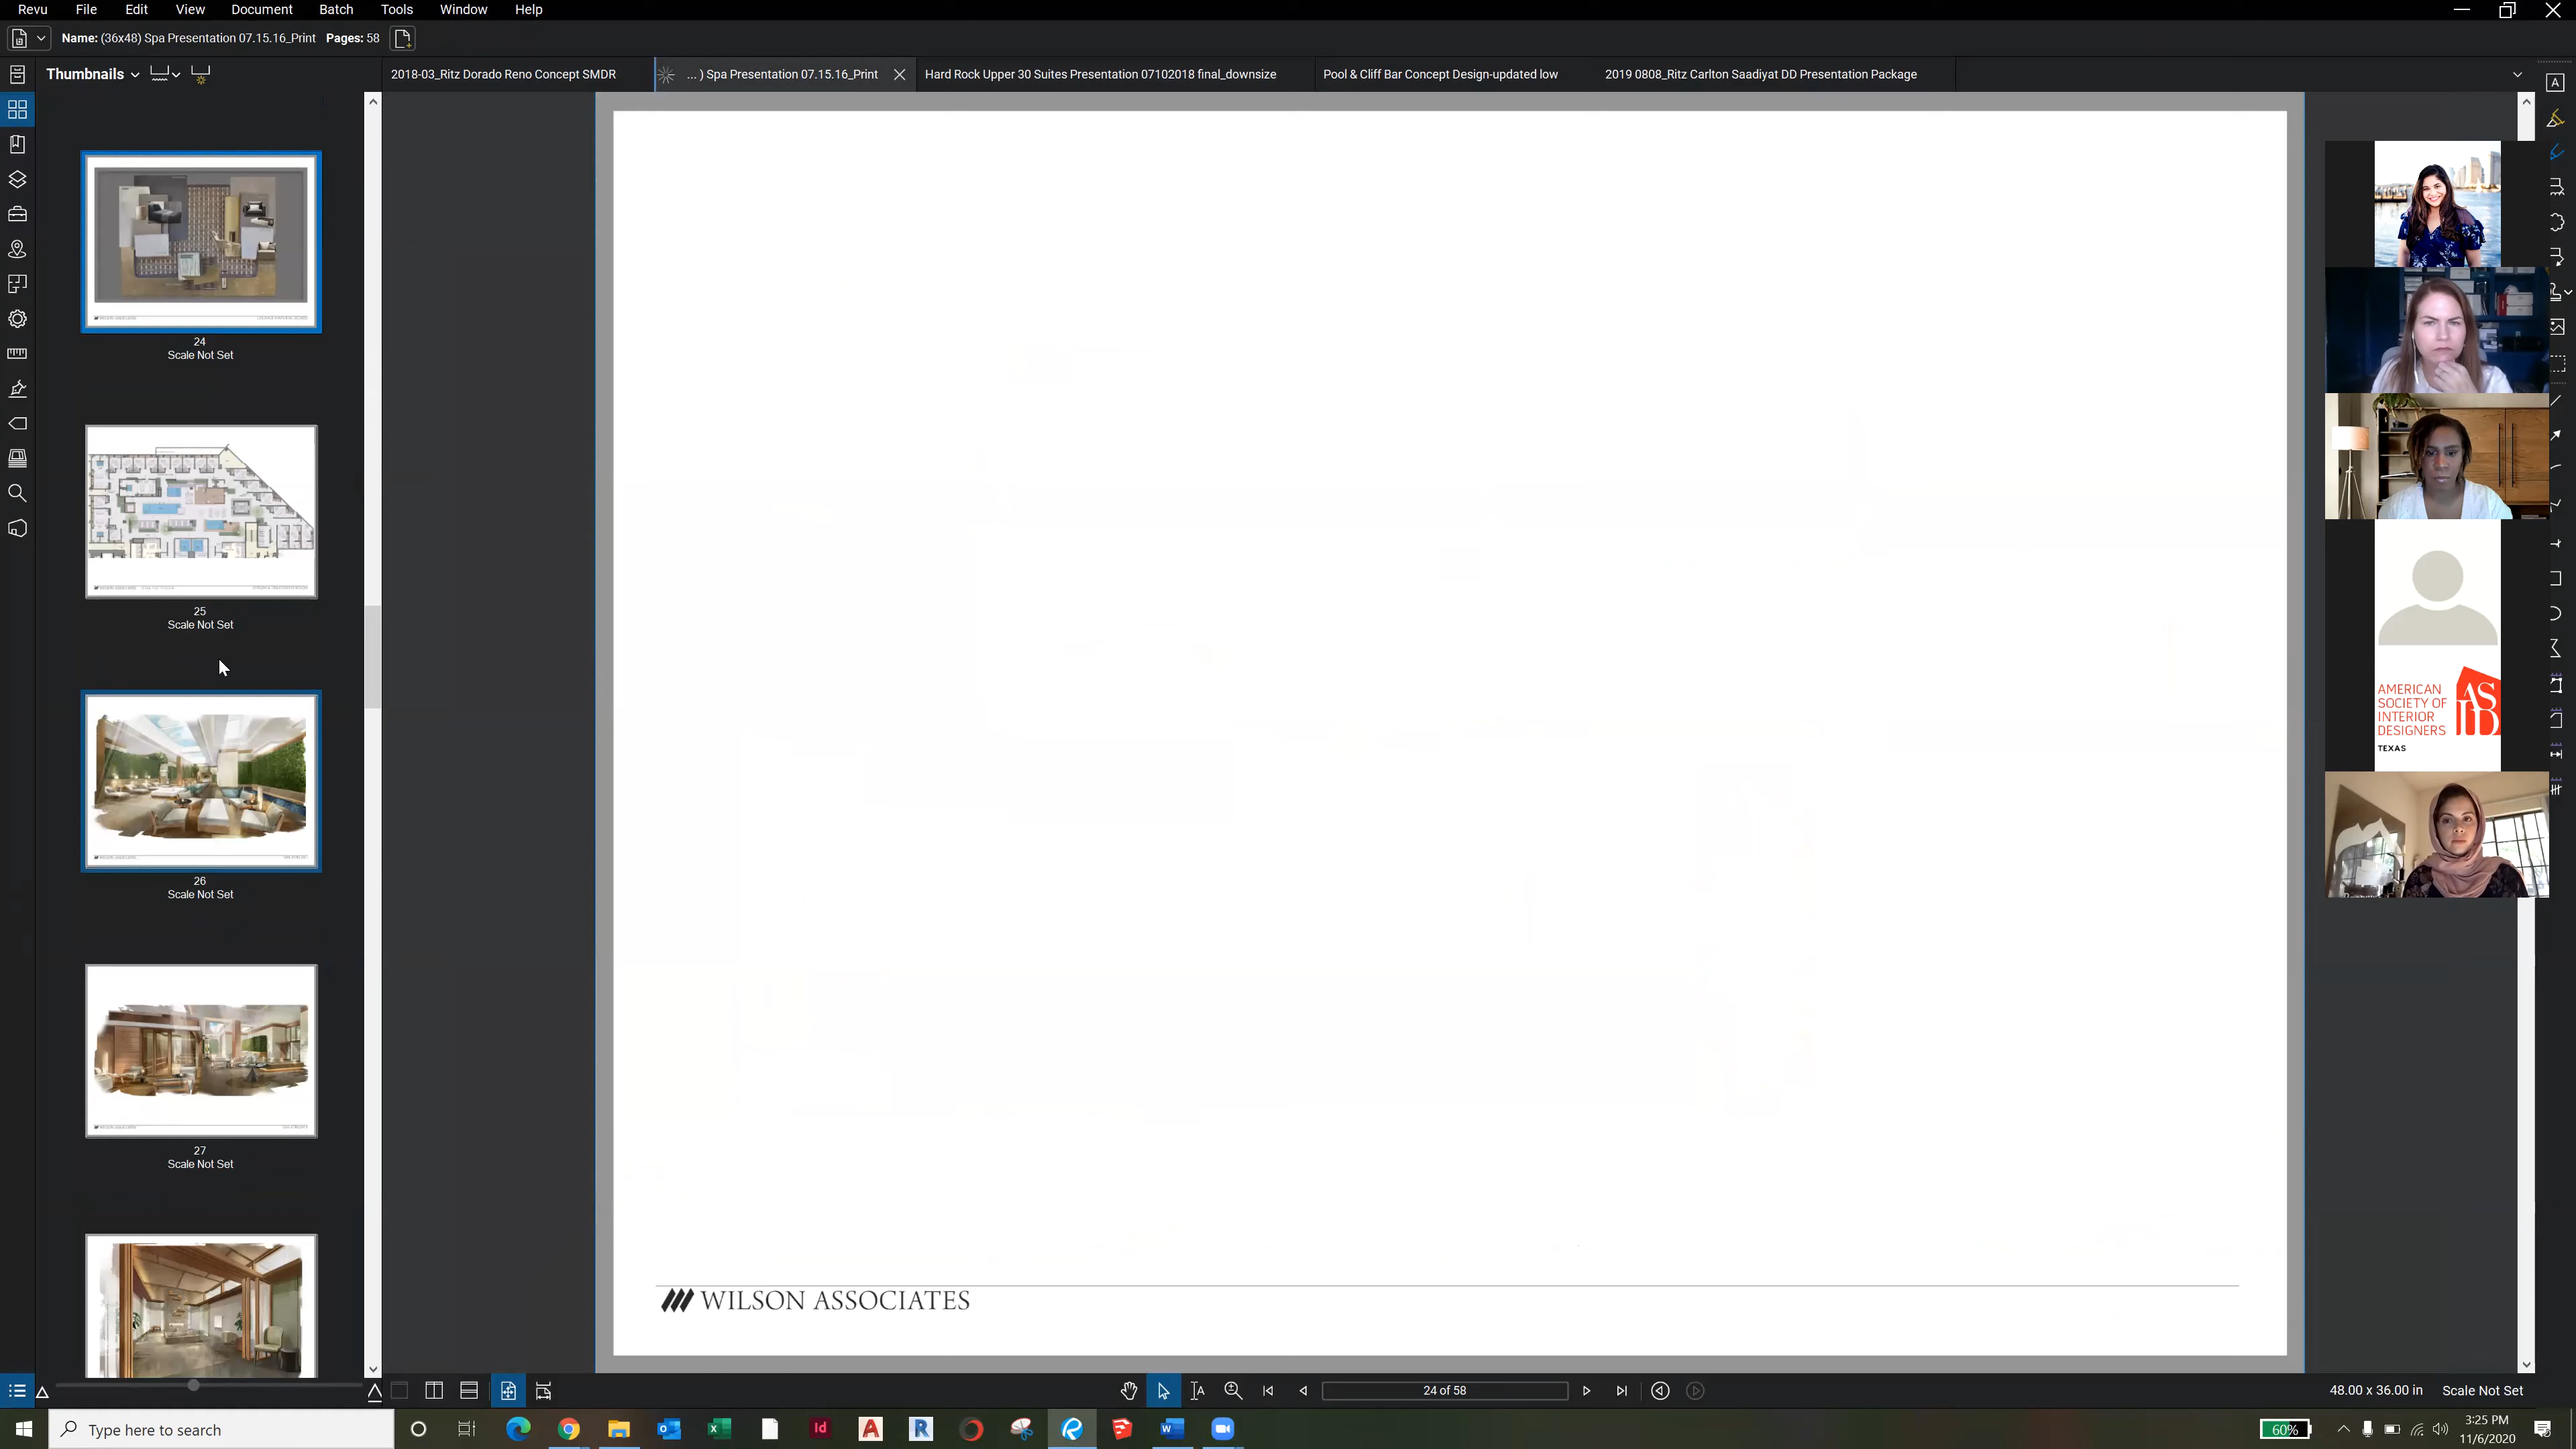 Revu File Edit View Document Batch Tools Window Help
Name: (36x48) Spa Presentation 07.15.16_Print Pages: 58
Thumbnails
2018-03_Ritz Dorado Reno Concept SMDR
... ) Spa Presentation 07.15.16_Print
Hard Rock Upper 30 Suites Presentation 07102018 final_downsize
Pool & Cliff Bar Concept Design-updated low
2019 0808_Ritz Carlton Saadiyat DD Presentation Package
24
Scale Not Set
25
Scale Not Set
26
Scale Not Set
27
Scale Not Set
WILSON ASSOCIATES
AMERICAN
SOCIETY OF
INTERIOR
DESIGNERS
TEXAS
ASID
24 of 58
48.00 x 36.00 in
Scale Not Set
Type here to search
60%
3:25 PM
11/6/2020